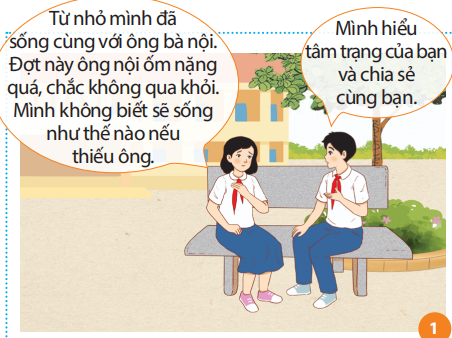 Từ nhỏ mình đã
sống cùng với ông bà nội.
Đợt này ông nội ốm nặng
quá, chắc không qua khỏi.
Mình không biết sẽ sống
như thế nào nếu
thiếu ông.
Mình hiểu
tâm trạng của bạn
và chia sẻ
cùng bạn.
1